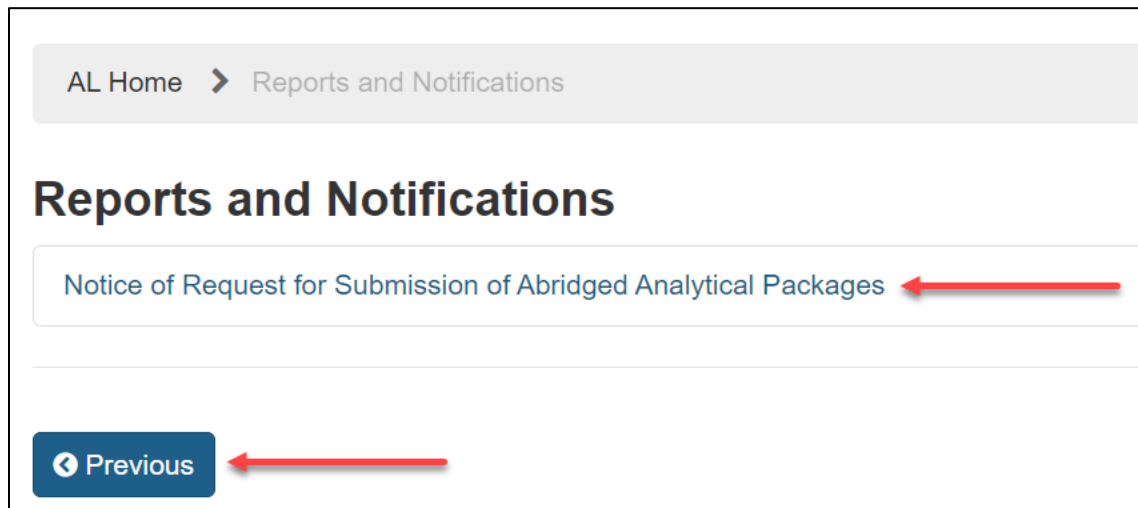 AL Home Reports and Notifications
Reports and Notifications
Notice of Request for Submission of Abridged Analytical Packages
Previous